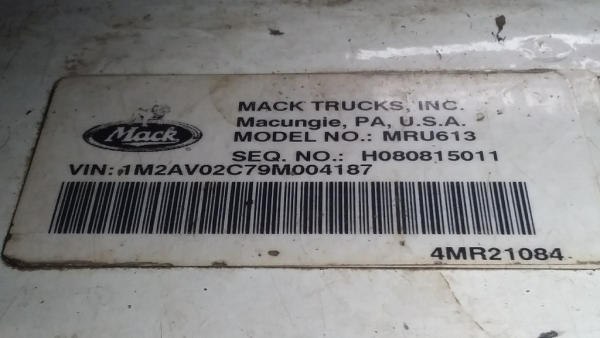 Mack
MACK TRUCKS, INC.
Macungie, PA, U.S.A.
MODEL NO.: MRU613
SEQ. NO.: H080815011
VIN: 1M2AV02C79M004187
4MR21084